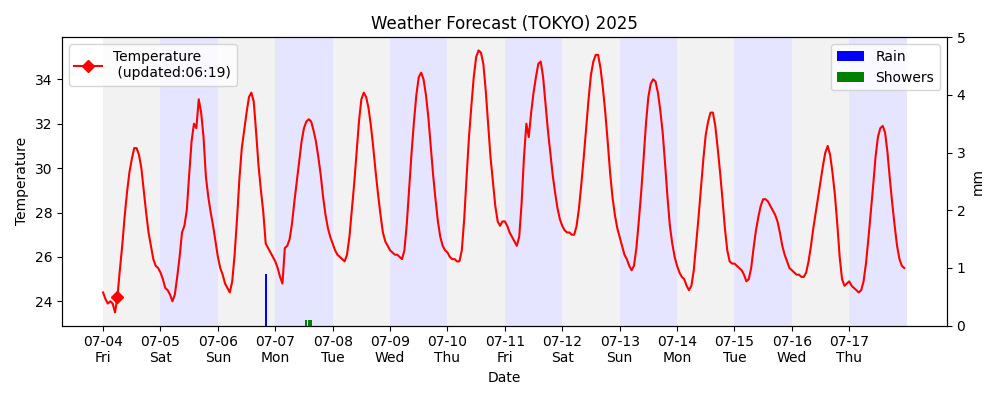 Weather Forecast (TOKYO) 2025
Temperature
(updated:06:19)
Rain
Showers
Temperature
34
32
30
28
26
24
5
4
3
2
1
0
mm
07-04 07-05 07-06 07-07 07-08 07-09 07-10 07-11 07-12 07-13 07-14 07-15 07-16 07-17
Fri Sat Sun Mon Tue Wed Thu Fri Sat Sun Mon Tue Wed Thu
Date